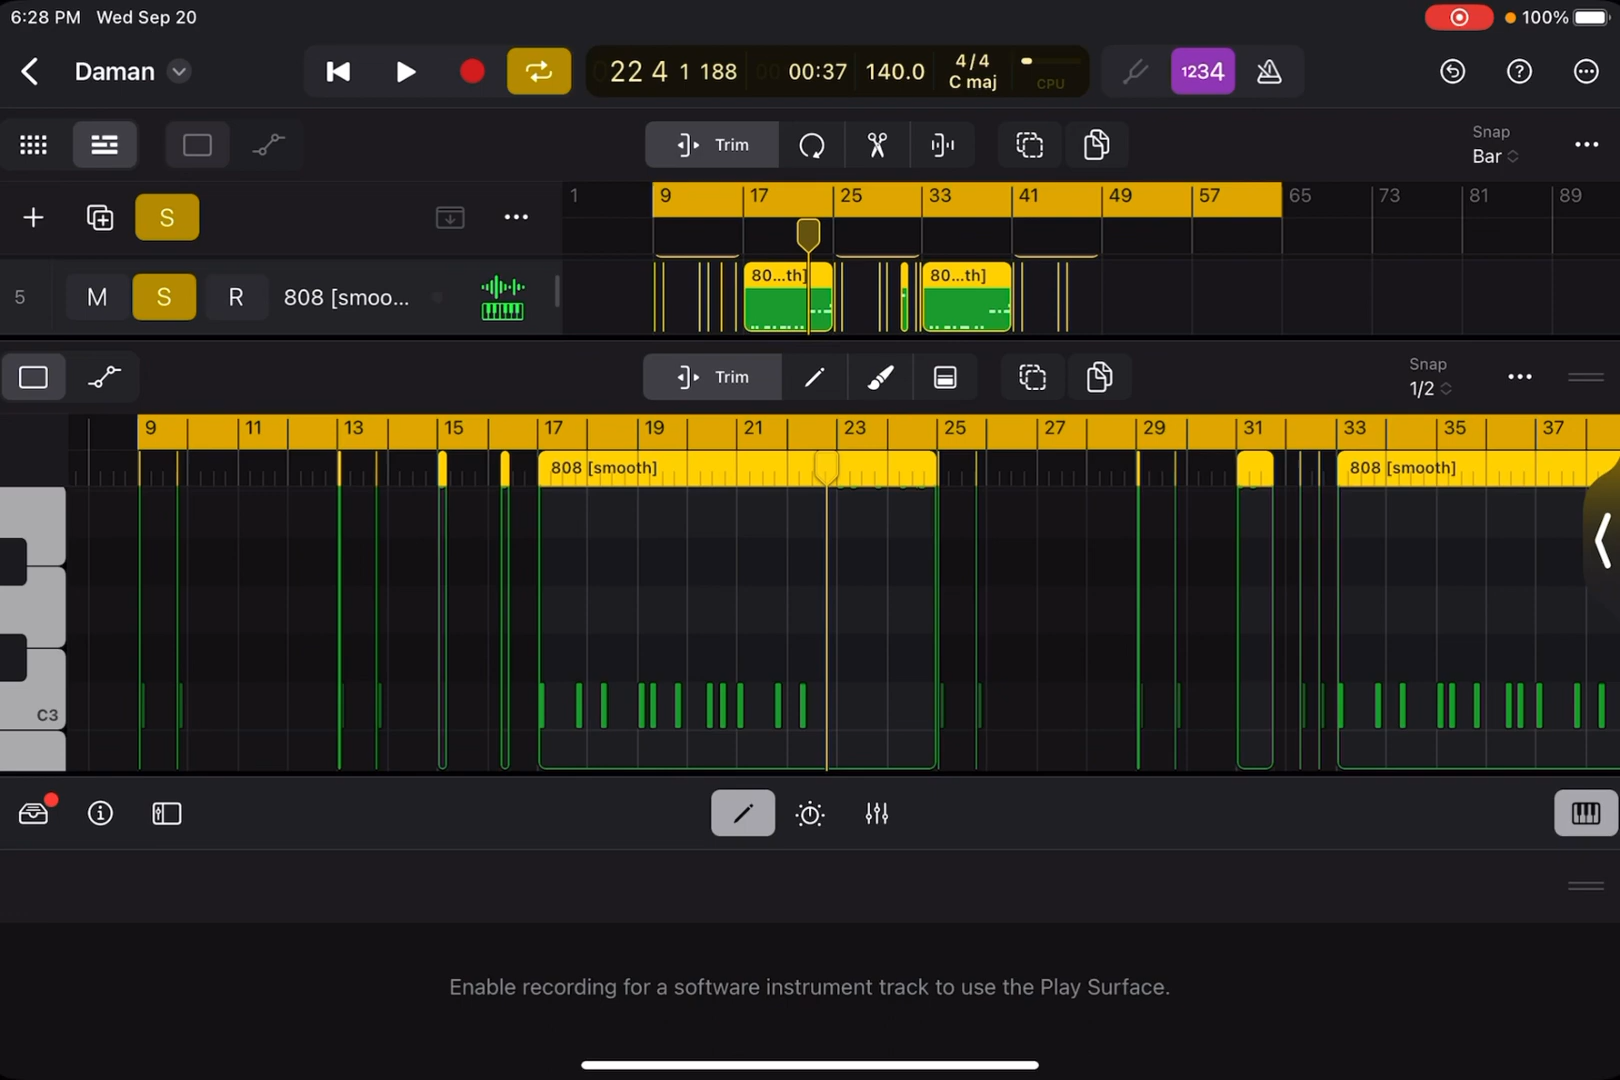 6:28 PM Wed Sep 20
100%
Daman
22 4 1 188
00:37
140.0
4/4
C maj
CPU
1234
Trim
Snap
Bar
S
1 9 17 25 33 41 49 57 65 73 81 89
5 M S R 808 [smoo...
80...th]
80...th]
Trim
Snap
1/2
9 11 13 15 17 19 21 23 25 27 29 31 33 35 37
808 [smooth]
808 [smooth]
C3
Enable recording for a software instrument track to use the Play Surface.